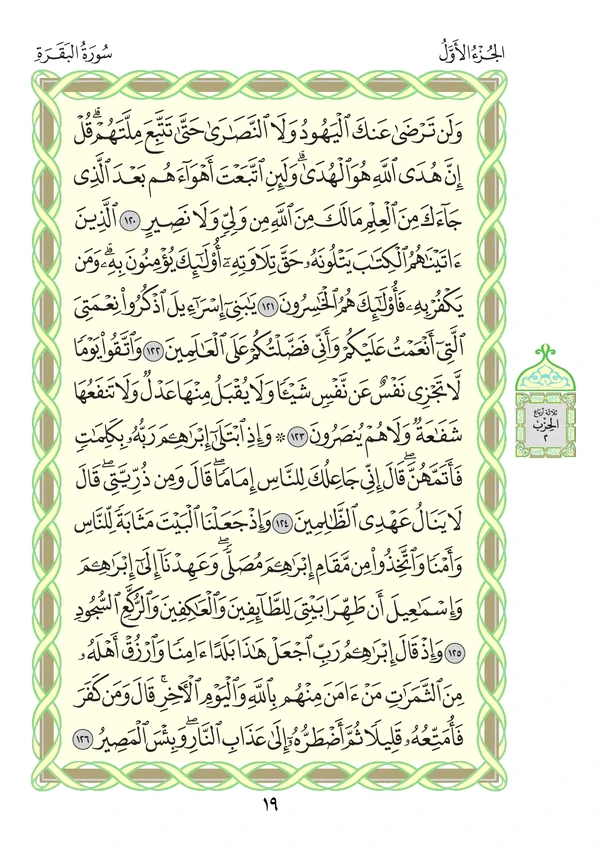 الجُزْءُ الأَوَّلُ
سُورَةُ البَقَرَةِ
وَلَن تَرْضَىٰ عَنكَ ٱلْيَهُودُ وَلَا ٱلنَّصَٰرَىٰ حَتَّىٰ تَتَّبِعَ مِلَّتَهُمْۗ قُلْ
إِنَّ هُدَى ٱللَّهِ هُوَ ٱلْهُدَىٰۗ وَلَئِنِ ٱتَّبَعْتَ أَهْوَآءَهُم بَعْدَ ٱلَّذِى
جَآءَكَ مِنَ ٱلْعِلْمِ مَا لَكَ مِنَ ٱللَّهِ مِن وَلِىٍّ وَلَا نَصِيرٍ ١٢٠ ٱلَّذِينَ
ءَاتَيْنَٰهُمُ ٱلْكِتَٰبَ يَتْلُونَهُۥ حَقَّ تِلَاوَتِهِۦٓ أُو۟لَٰٓئِكَ يُؤْمِنُونَ بِهِۦۗ وَمَن
يَكْفُرْ بِهِۦ فَأُو۟لَٰٓئِكَ هُمُ ٱلْخَٰسِرُونَ ١٢١ يَٰبَنِىٓ إِسْرَٰٓءِيلَ ٱذْكُرُوا۟ نِعْمَتِىَ
ٱلَّتِىٓ أَنْعَمْتُ عَلَيْكُمْ وَأَنِّى فَضَّلْتُكُمْ عَلَى ٱلْعَٰلَمِينَ ١٢٢ وَٱتَّقُوا۟ يَوْمًا
لَّا تَجْزِى نَفْسٌ عَن نَّفْسٍ شَيْـًٔا وَلَا يُقْبَلُ مِنْهَا عَدْلٌ وَلَا تَنفَعُهَا
شَفَٰعَةٌ وَلَا هُمْ يُنصَرُونَ ١٢٣ ۞ وَإِذِ ٱبْتَلَىٰٓ إِبْرَٰهِـۧمَ رَبُّهُۥ بِكَلِمَٰتٍ
فَأَتَمَّهُنَّۖ قَالَ إِنِّى جَاعِلُكَ لِلنَّاسِ إِمَامًاۖ قَالَ وَمِن ذُرِّيَّتِىۖ قَالَ
لَا يَنَالُ عَهْدِى ٱلظَّٰلِمِينَ ١٢٤ وَإِذْ جَعَلْنَا ٱلْبَيْتَ مَثَابَةً لِّلنَّاسِ
وَأَمْنًا وَٱتَّخِذُوا۟ مِن مَّقَامِ إِبْرَٰهِـۧمَ مُصَلًّىۖ وَعَهِدْنَآ إِلَىٰٓ إِبْرَٰهِـۧمَ
وَإِسْمَٰعِيلَ أَن طَهِّرَا بَيْتِىَ لِلطَّآئِفِينَ وَٱلْعَٰكِفِينَ وَٱلرُّكَّعِ ٱلسُّجُودِ
١٢٥ وَإِذْ قَالَ إِبْرَٰهِـۧمُ رَبِّ ٱجْعَلْ هَٰذَا بَلَدًا ءَامِنًا وَٱرْزُقْ أَهْلَهُۥ
مِنَ ٱلثَّمَرَٰتِ مَنْ ءَامَنَ مِنْهُم بِٱللَّهِ وَٱلْيَوْمِ ٱلْءَاخِرِۖ قَالَ وَمَن كَفَرَ
فَأُمَتِّعُهُۥ قَلِيلًا ثُمَّ أَضْطَرُّهُۥٓ إِلَىٰ عَذَابِ ٱلنَّارِۖ وَبِئْسَ ٱلْمَصِيرُ ١٢٦
ثلاثة أرباع
الحزب
٢
١٩